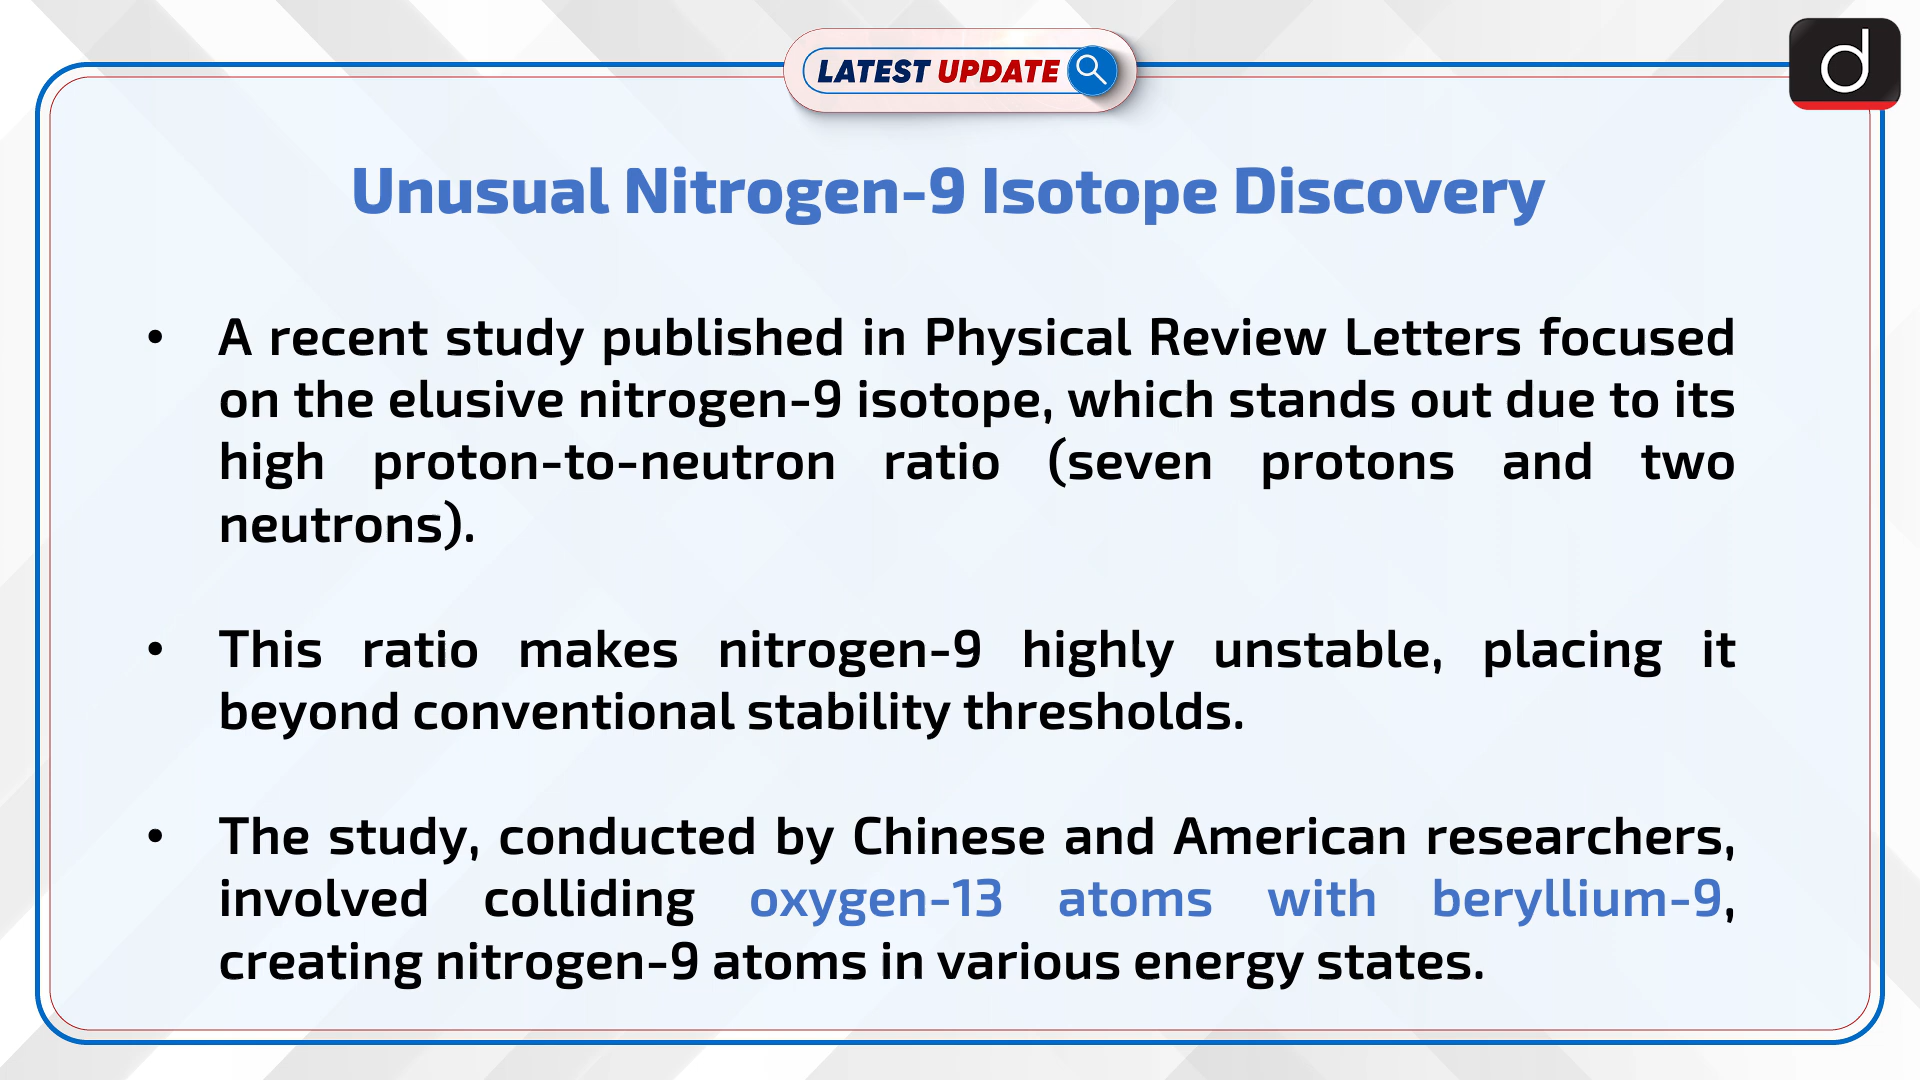 LATEST UPDATE
d
Unusual Nitrogen-9 Isotope Discovery
• A recent study published in Physical Review Letters focused
on the elusive nitrogen-9 isotope, which stands out due to its
high proton-to-neutron ratio (seven protons and two
neutrons).
• This ratio makes nitrogen-9 highly unstable, placing it
beyond conventional stability thresholds.
• The study, conducted by Chinese and American researchers,
involved colliding oxygen-13 atoms with beryllium-9,
creating nitrogen-9 atoms in various energy states.